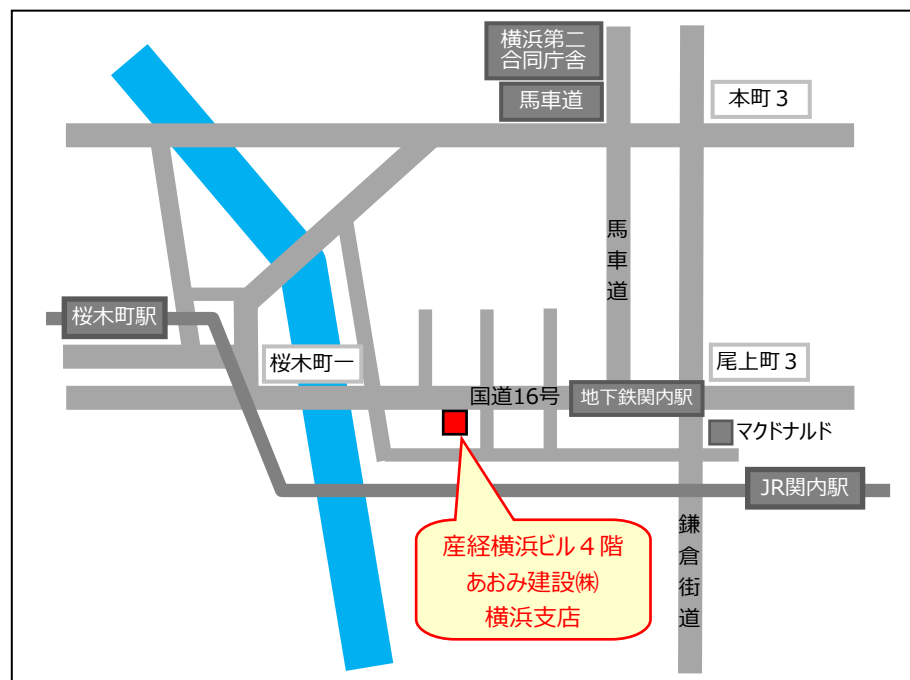 横浜第二
合同庁舎
馬車道
本町３
馬車道
桜木町駅
桜木町一
尾上町３
国道16号
地下鉄関内駅
マクドナルド
JR関内駅
産経横浜ビル４階
あおみ建設㈱
横浜支店
鎌倉街道